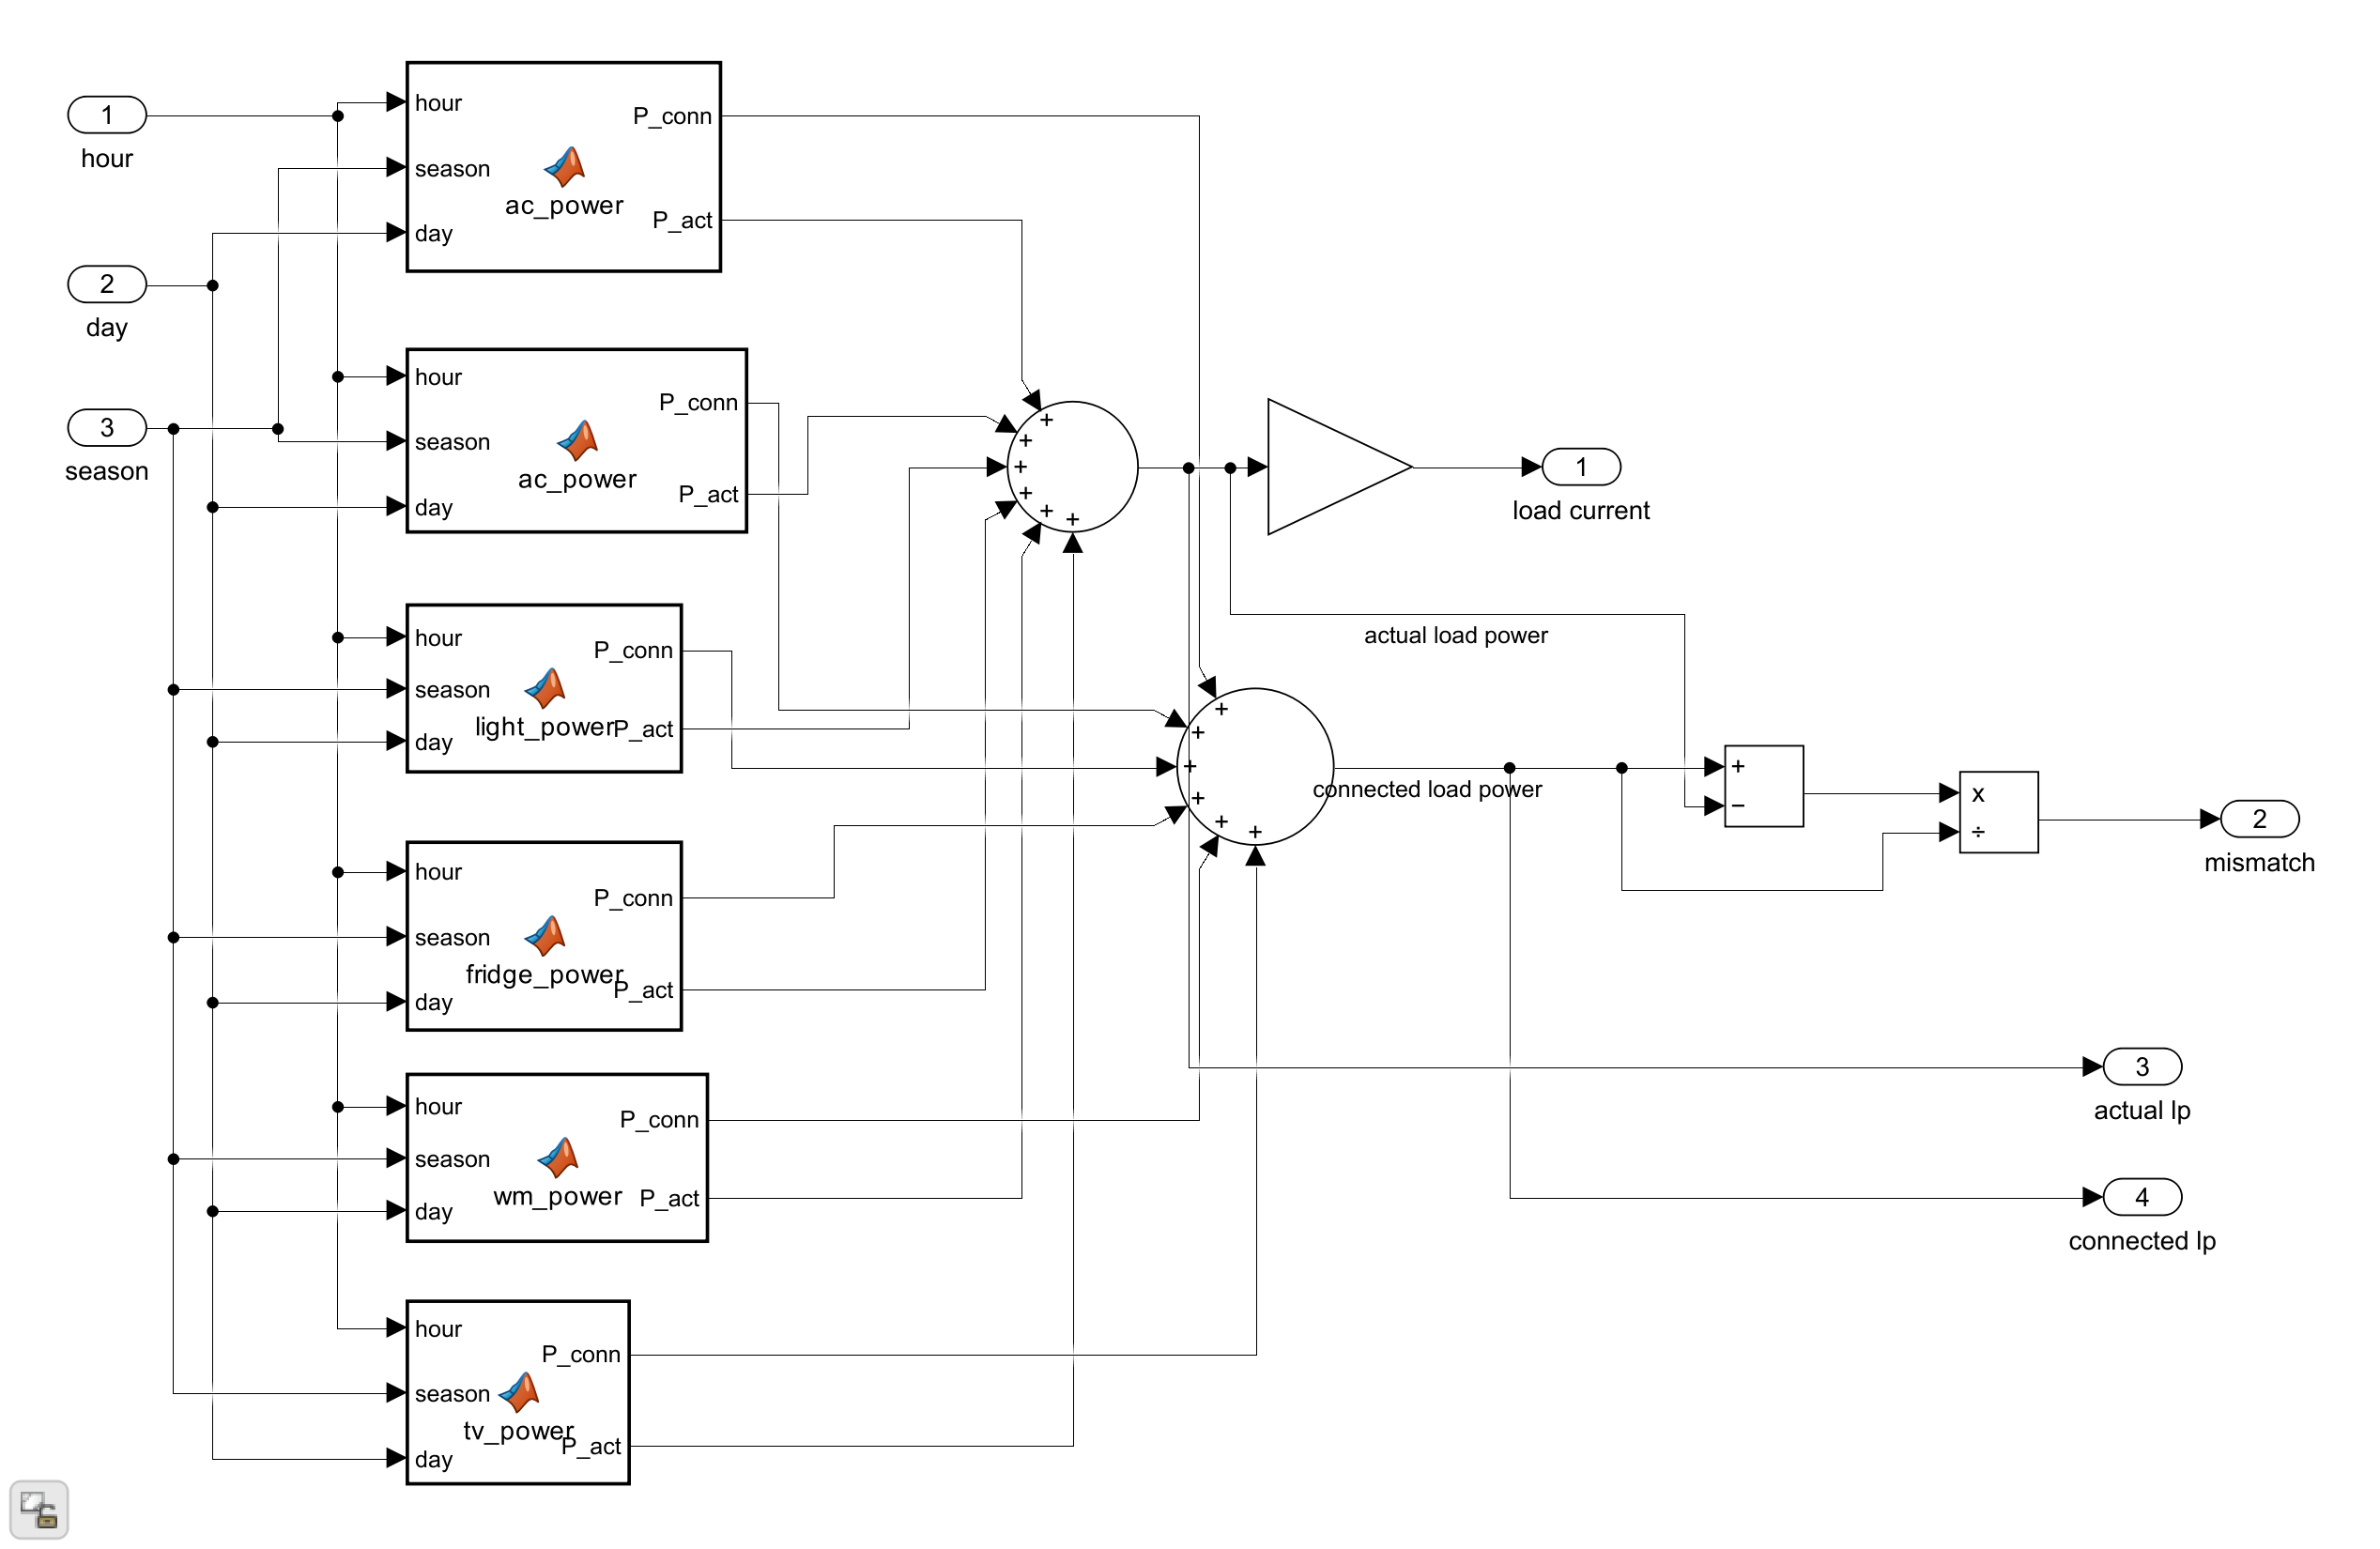 1
hour
2
day
3
season
hour
season
day
ac_power
P_conn
P_act
hour
season
day
ac_power
P_conn
P_act
hour
season
day
light_power
P_conn
P_act
hour
season
day
fridge_power
P_conn
P_act
hour
season
day
wm_power
P_conn
P_act
hour
season
day
tv_power
P_conn
P_act
+
+
+
+
+
+
+
+
+
+
+
+
1
load current
actual load power
connected load power
+
−
x
÷
2
mismatch
3
actual lp
4
connected lp